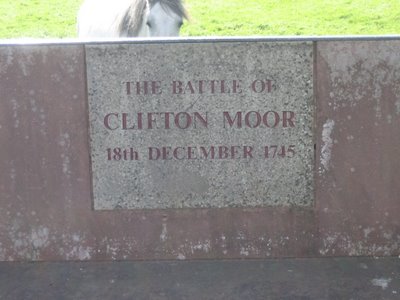 THE BATTLE OF
CLIFTON MOOR
18th DECEMBER 1745